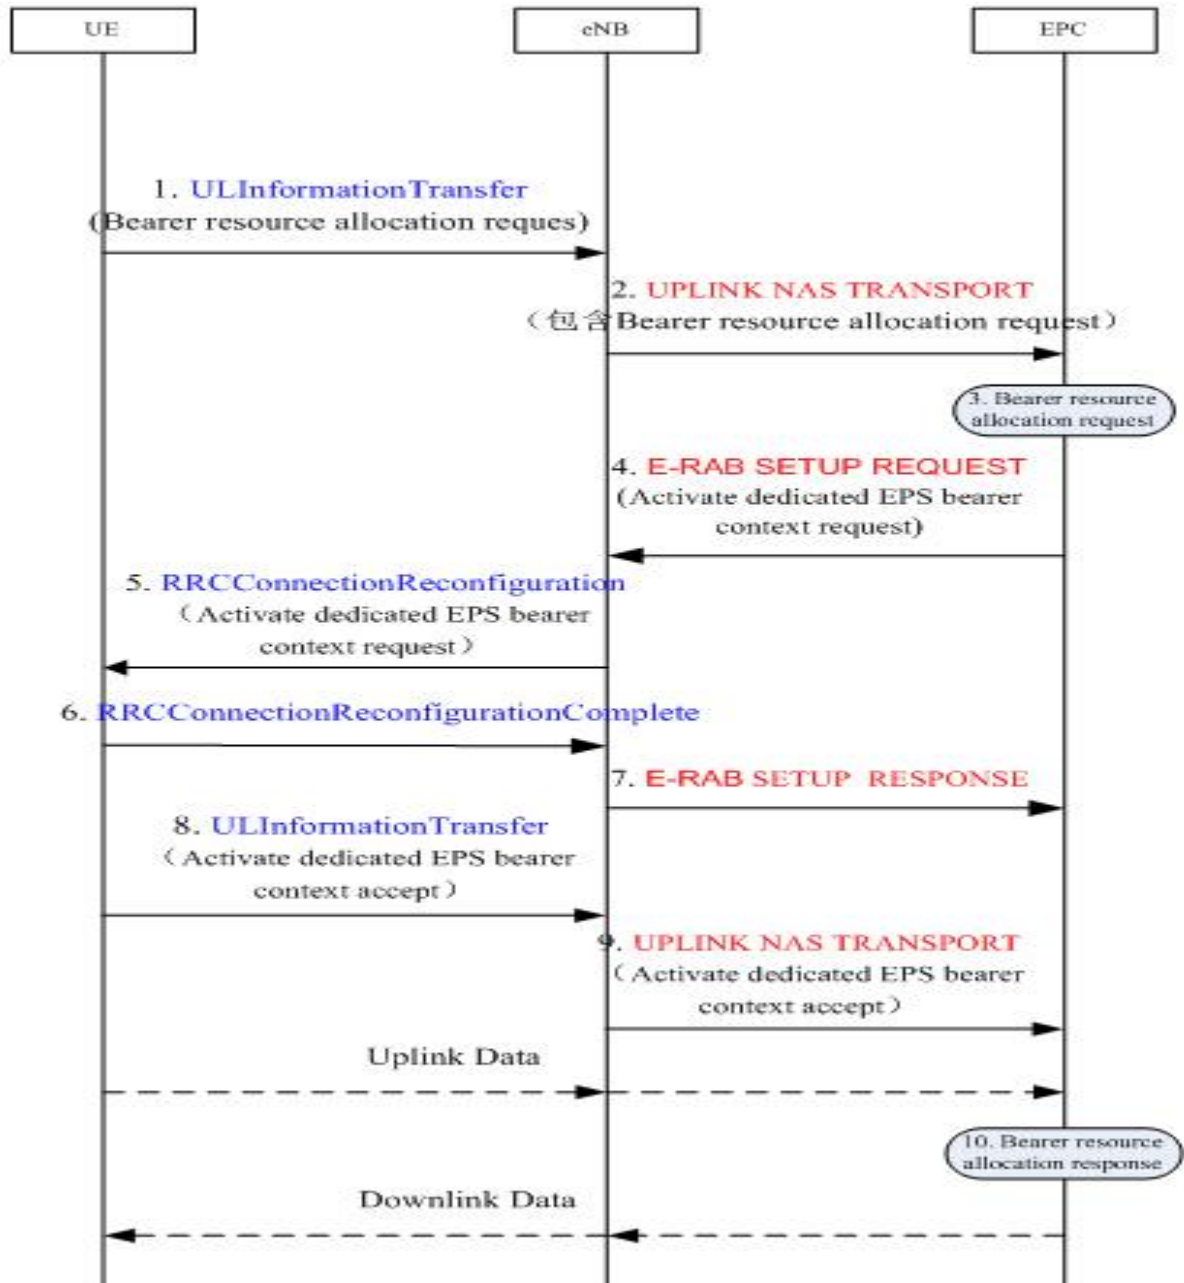 UE
eNB
EPC
1. ULInformationTransfer
(Bearer resource allocation reques)
2. UPLINK NAS TRANSPORT
（包含Bearer resource allocation request）
3. Bearer resource
allocation request
4. E-RAB SETUP REQUEST
(Activate dedicated EPS bearer
context request)
5. RRCConnectionReconfiguration
（Activate dedicated EPS bearer
context request）
6. RRCConnectionReconfigurationComplete
7. E-RAB SETUP RESPONSE
8. ULInformationTransfer
（Activate dedicated EPS bearer
context accept）
9. UPLINK NAS TRANSPORT
（Activate dedicated EPS bearer
context accept）
Uplink Data
10. Bearer resource
allocation response
Downlink Data